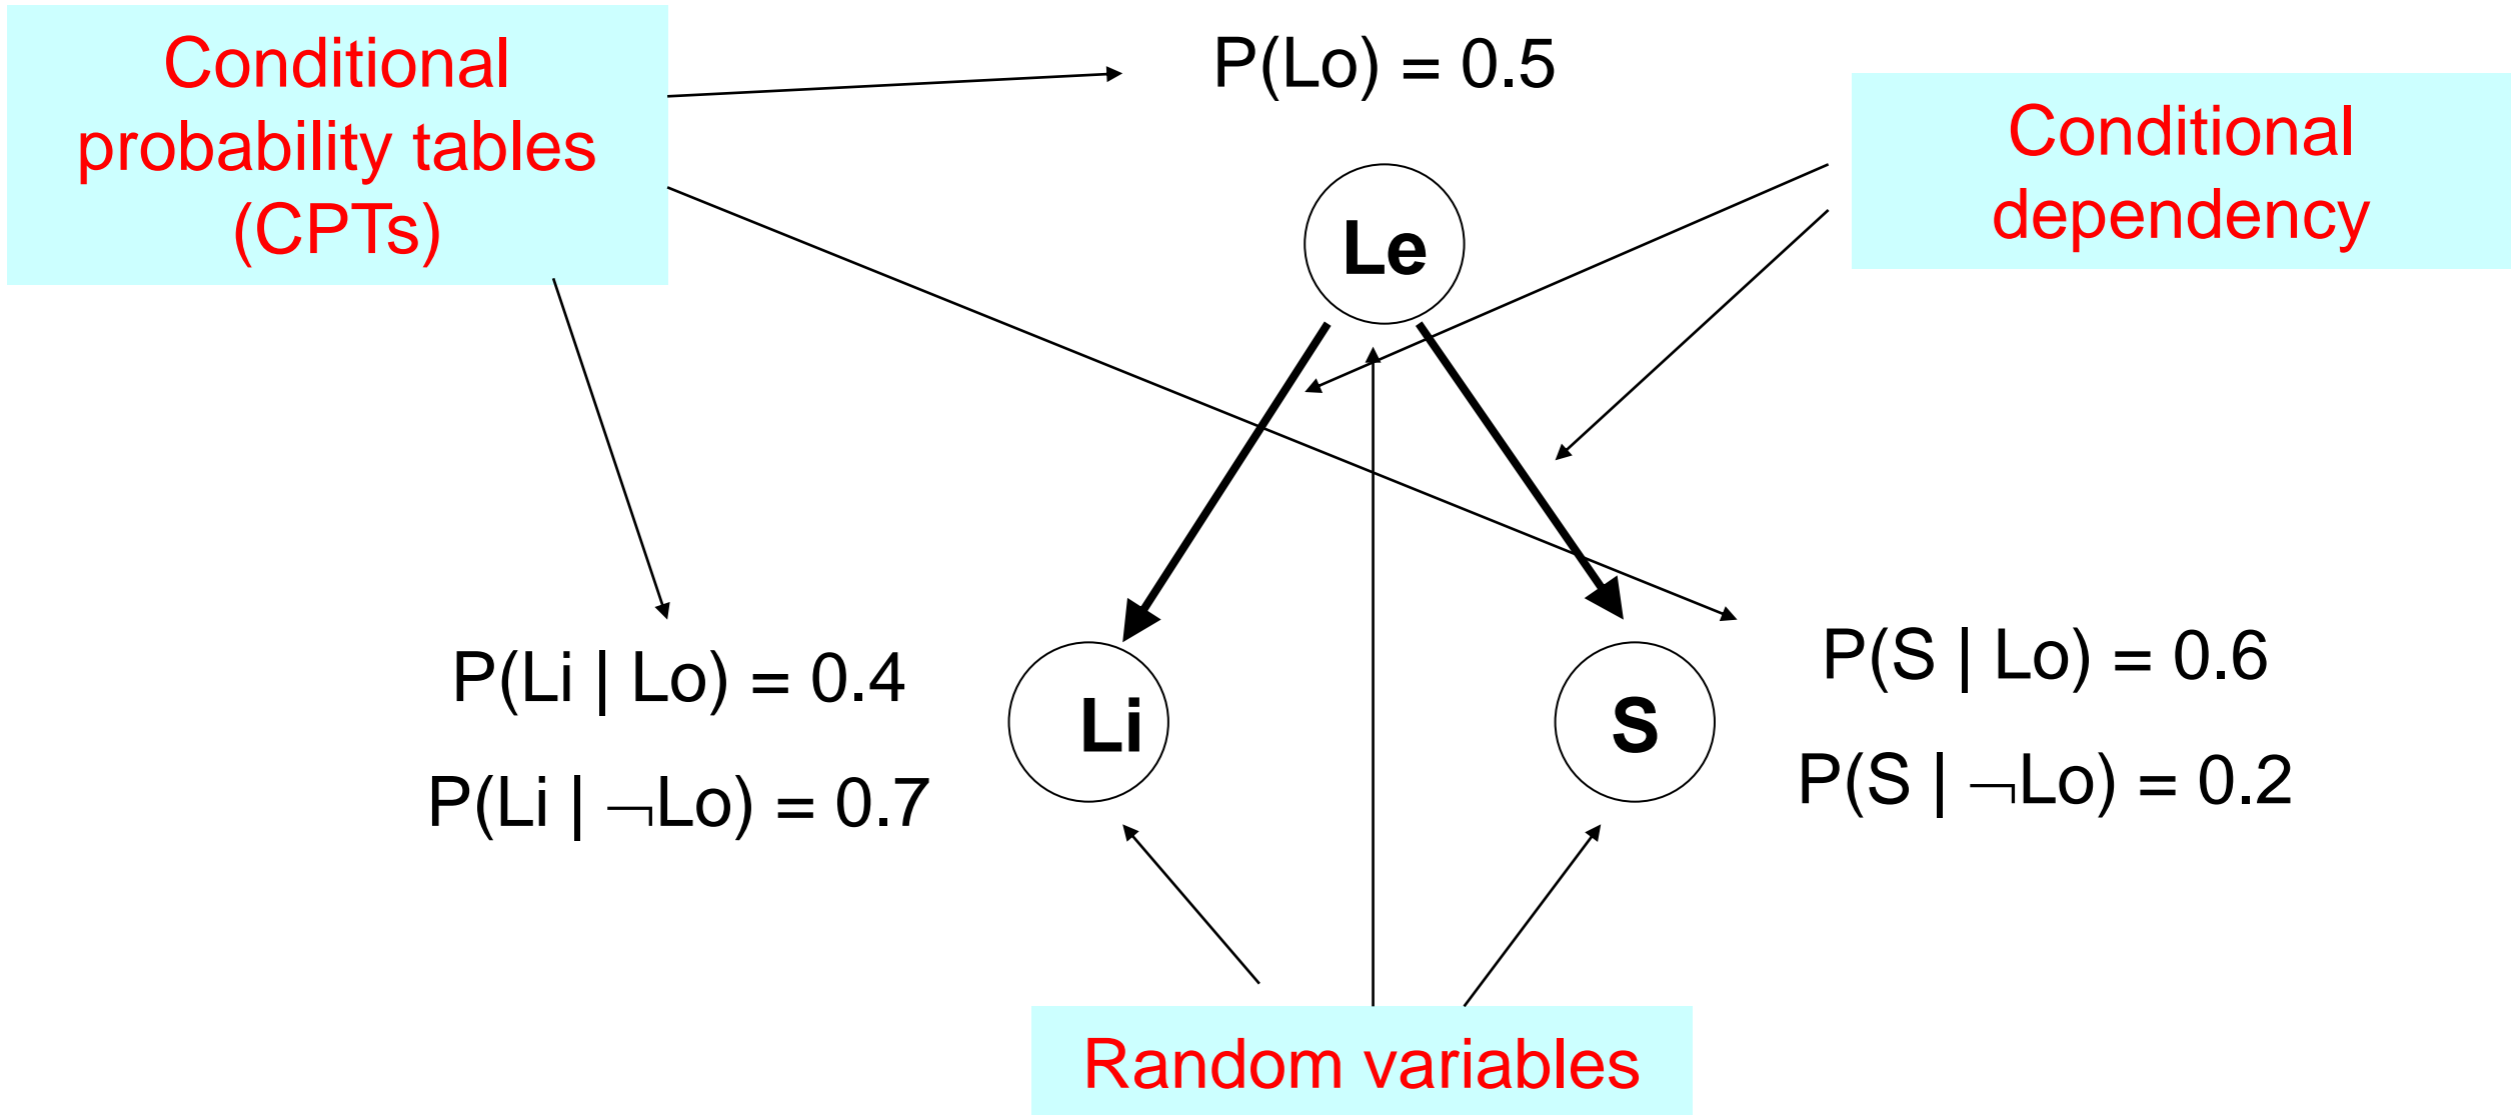 Conditional
probability tables
(CPTs)
P(Lo) = 0.5
Conditional
dependency
Le
P(Li | Lo) = 0.4
P(Li | ¬Lo) = 0.7
Li
S
P(S | Lo) = 0.6
P(S | ¬Lo) = 0.2
Random variables